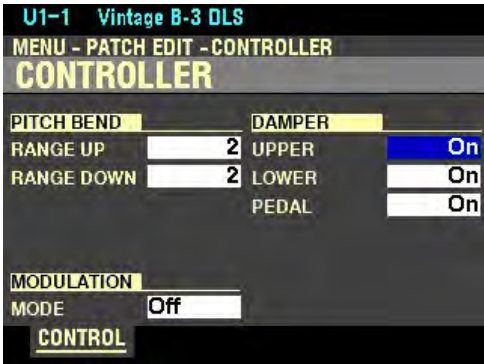 U1-1 Vintage B-3 DLS
MENU - PATCH EDIT - CONTROLLER
CONTROLLER
PITCH BEND
RANGE UP 2
RANGE DOWN 2
DAMPER
UPPER On
LOWER On
PEDAL On
MODULATION
MODE Off
CONTROL